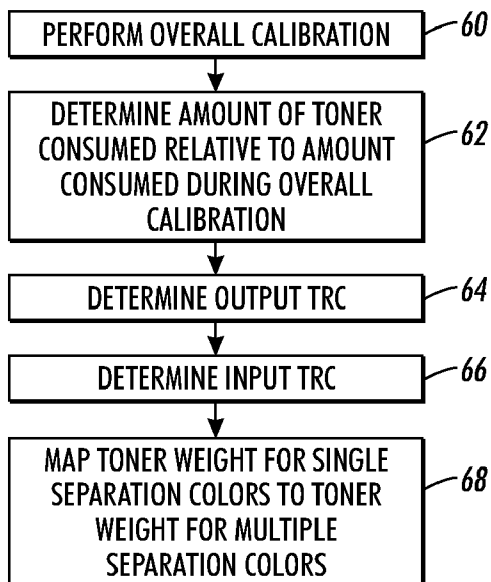 PERFORM OVERALL CALIBRATION
60
DETERMINE AMOUNT OF TONER
CONSUMED RELATIVE TO AMOUNT
CONSUMED DURING OVERALL
CALIBRATION
62
DETERMINE OUTPUT TRC
64
DETERMINE INPUT TRC
66
MAP TONER WEIGHT FOR SINGLE
SEPARATION COLORS TO TONER
WEIGHT FOR MULTIPLE
SEPARATION COLORS
68